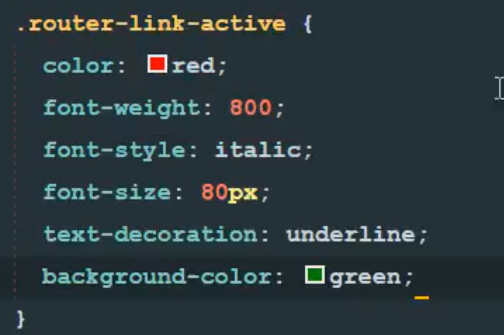 .router-link-active {
color: red;
font-weight: 800;
font-style: italic;
font-size: 80px;
text-decoration: underline;
background-color: green;
}